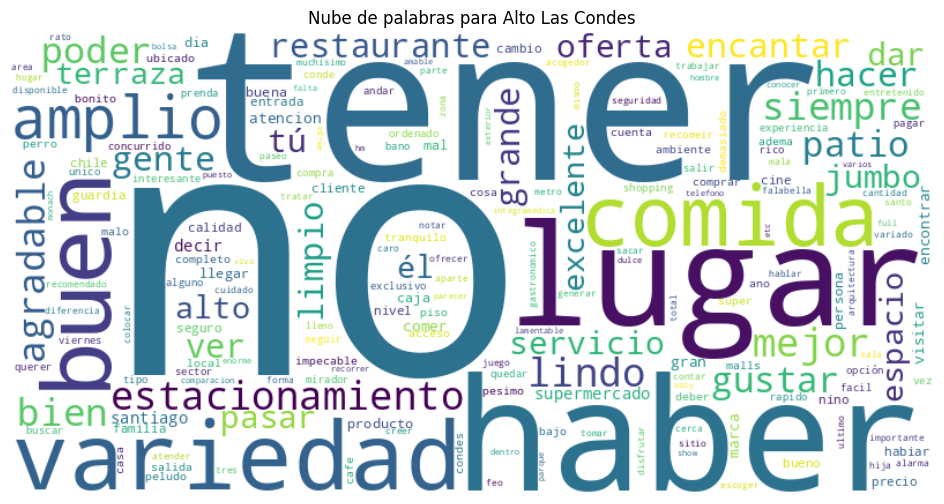 Nube de palabras para Alto Las Condes
rato
bolsa
dia
muchisimo
restaurante
cambio
oferta
encantar
dar
area
poder
ubicado
amable
acogedor
trabajar
conocer
hogar
terraza
conde
parte
hombre
hacer
disponible
prenda
buena
falta
andar
zona
mismo
seguridad
primero
entretenido
amplio
bonito
entrada
tener
siempre
perro
concurrido
atencion
tú
ordenado
mal
exterior
grande
cuenta
recomeir
demasiado
experiencia
pagar
gente
chile
paseo
amiga
hm
bano
excelente
ambiente
adema
rico
patio
unico
interesante
puesto
compra
salir
mala
varios
agradable
monach
guardia
tratar
cliente
cosa
metro
shopping
comprar
cine
falabella
jumbo
integramedica
telefono
cantidad
santo
buen
malo
no
limpio
notar
comida
full
variado
encontrar
calidad
tranquilo
sacar
etc
decir
caro
ofrecer
dulce
hablar
recomendado
completo
vivo
él
aparte
lugar
llegar
exclusivo
parecer
gastronomico
ano
arquitectura
alguno
cuidado
caja
piso
generar
super
persona
espacio
diferencia
colocar
alto
nivel
comer
acceso
total
visitar
viernes
seguro
lleno
seguir
servicio
mejor
sala
querer
ver
local
enorme
impecable
recorrer
juego
lindo
gran
malls
opción
sector
comparacion
mirador
quedar
contar
easy
gustar
facil
vez
tipo
forma
estacionamiento
pesimo
supermercado
deber
rapido
nino
bien
santiago
pasar
producto
condes
abajo
tomar
cerca
marca
habiar
ultimo
buscar
familia
creer
sitio
bueno
importante
casa
atender
cafe
dentro
parque
disfrutar
show
hija
alarma
variedad
salida
tres
haber
peludo
feo
escoger
precio